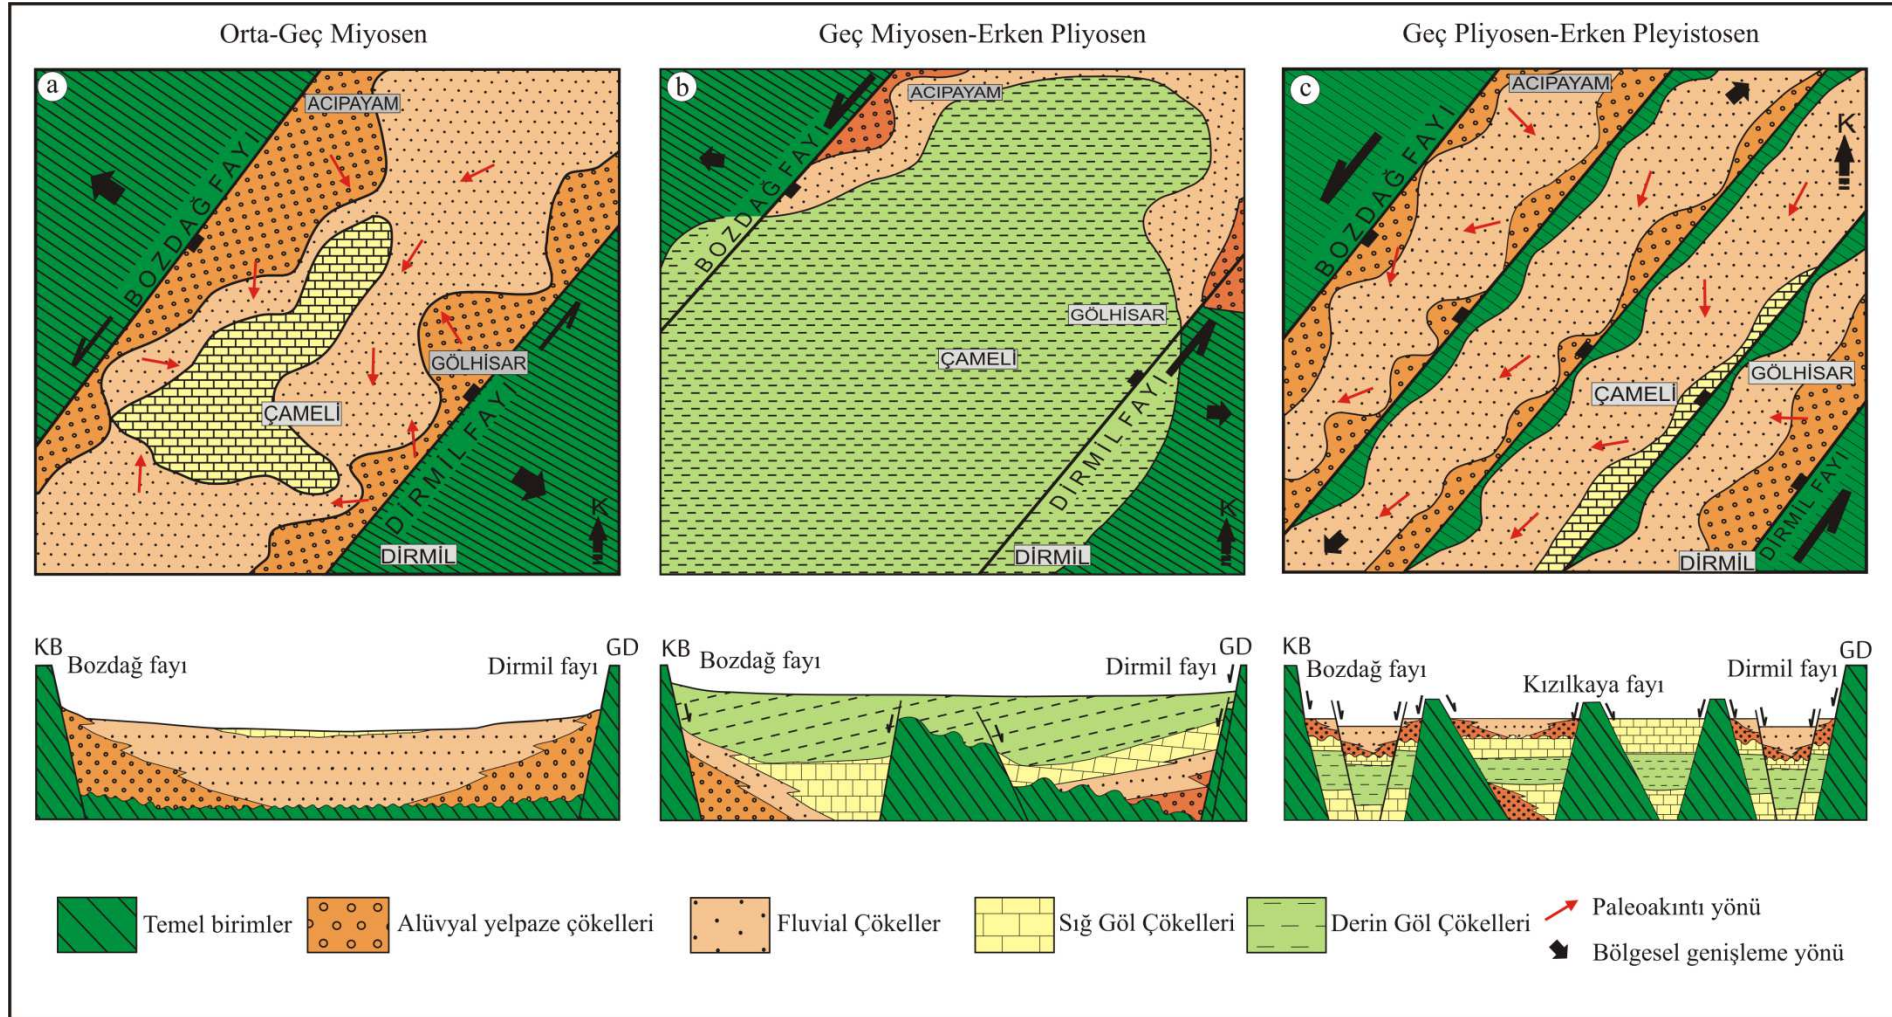 Orta-Geç Miyosen
Geç Miyosen-Erken Pliyosen
Geç Pliyosen-Erken Pleyistosen
a
ACIPAYAM
BOZDAĞ FAYI
GÖLHİSAR
ÇAMELİ
DİRMİL FAYI
DİRMİL
K
b
ACIPAYAM
BOZDAĞ FAYI
GÖLHİSAR
ÇAMELİ
DİRMİL FAYI
DİRMİL
K
c
ACIPAYAM
BOZDAĞ FAYI
K
GÖLHİSAR
ÇAMELİ
DİRMİL FAYI
DİRMİL
KB
GD
Bozdağ fayı
Dirmil fayı
KB
GD
Bozdağ fayı
Dirmil fayı
KB
GD
Bozdağ fayı
Kızılkaya fayı
Dirmil fayı
Temel birimler
Alüvyal yelpaze çökelleri
Fluvial Çökeller
Sığ Göl Çökelleri
Derin Göl Çökelleri
Paleoakıntı yönü
Bölgesel genişleme yönü